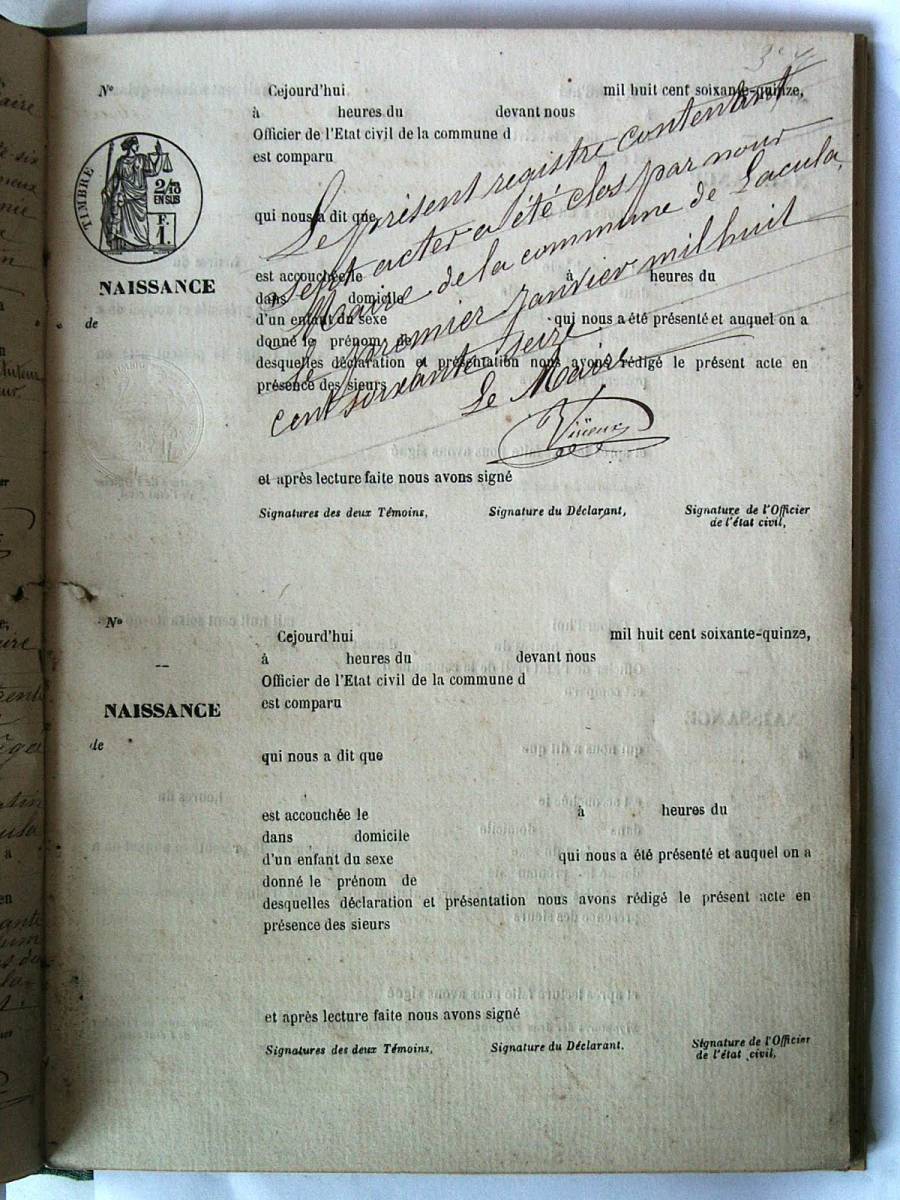 N°
Cejourd'hui mil huit cent soixante-quinze,
à heures du devant nous
Officier de l'Etat civil de la commune d
est comparu
TIMBRE
2/10
EN SUS
F.
1.
qui nous a dit que
NAISSANCE
est accouchée le à heures du
dans domicile
de
d'un enfant du sexe qui nous a été présenté et auquel on a
donné le prénom de
desquelles déclaration et présentation nous avons rédigé le présent acte en
présence des sieurs
Le présent registre contenant
sept actes a été clos par nous
Maire de la commune de Lacula,
le premier Janvier mil huit
cent soixante seize
Le Maire
et après lecture faite nous avons signé
Signatures des deux Témoins, Signature du Déclarant, Signature de l'Officier
de l'état civil,
N°
Cejourd'hui mil huit cent soixante-quinze,
à heures du devant nous
Officier de l'Etat civil de la commune d
est comparu
NAISSANCE
de
qui nous a dit que
est accouchée le à heures du
dans domicile
d'un enfant du sexe qui nous a été présenté et auquel on a
donné le prénom de
desquelles déclaration et présentation nous avons rédigé le présent acte en
présence des sieurs
et après lecture faite nous avons signé
Signatures des deux Témoins, Signature du Déclarant. Signature de l'Officier
de l'état civil,